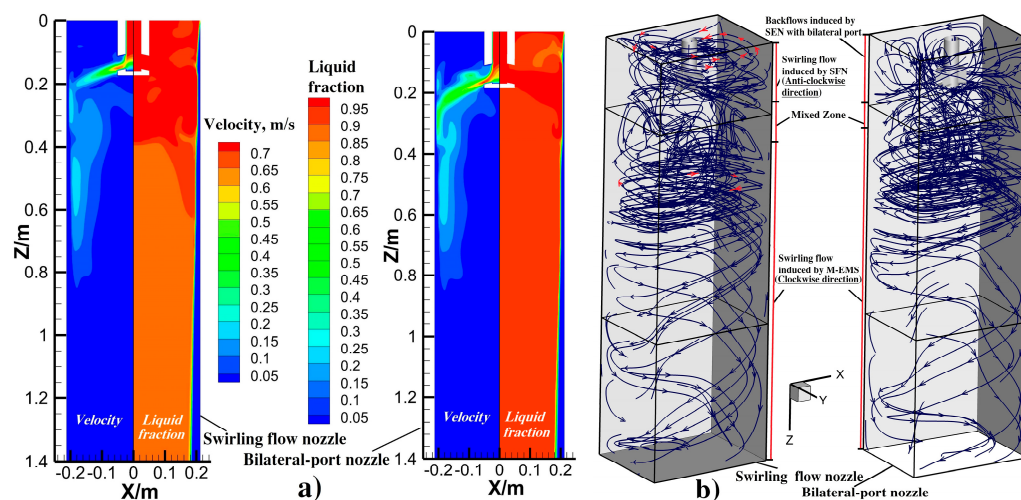 0
0.2
0.4
0.6
0.8
1
1.2
1.4
Z/m
-0.2
-0.1
0
0.1
0.2
X/m
Velocity
Liquid
fraction
Velocity, m/s
0.7
0.65
0.6
0.55
0.5
0.45
0.4
0.35
0.3
0.25
0.2
0.15
0.1
0.05
Liquid
fraction
0.95
0.9
0.85
0.8
0.75
0.7
0.65
0.6
0.55
0.5
0.45
0.4
0.35
0.3
0.25
0.2
0.15
0.1
0.05
Swirling flow nozzle
Bilateral-port nozzle
a)
0
0.2
0.4
0.6
0.8
1
1.2
1.4
Z/m
-0.2
-0.1
0
0.1
0.2
X/m
Velocity
Liquid
fraction
Backflows induced by
SEN with bilateral port
Swirling flow
induced by SFN
(Anti-clockwise
direction)
Mixed Zone
Swirling flow
induced by M-EMS
(Clockwise direction)
X
Y
Z
Swirling flow nozzle
b)
Bilateral-port nozzle